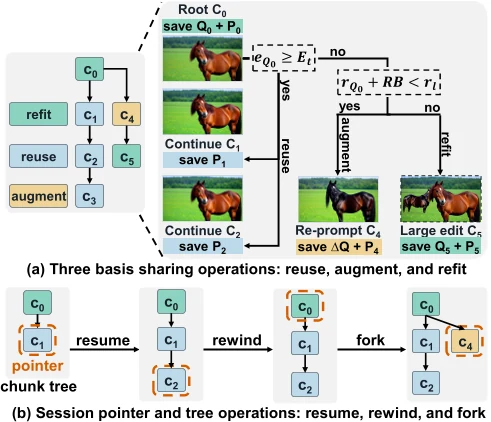 Root C₀
save Q₀ + P₀
e_Q₀ ≥ E_t
no
r_Q₀ + RB < r_l
yes
no
yes
reuse
augment
refit
c₀
refit
c₁
c₄
reuse
c₂
c₅
augment
c₃
Continue C₁
save P₁
Continue C₂
save P₂
Re-prompt C₄
save ΔQ + P₄
Large edit C₅
save Q₅ + P₅
(a) Three basis sharing operations: reuse, augment, and refit
c₀
c₁
pointer
chunk tree
resume
c₀
c₁
c₂
rewind
c₀
c₁
c₂
fork
c₀
c₁
c₄
c₂
(b) Session pointer and tree operations: resume, rewind, and fork